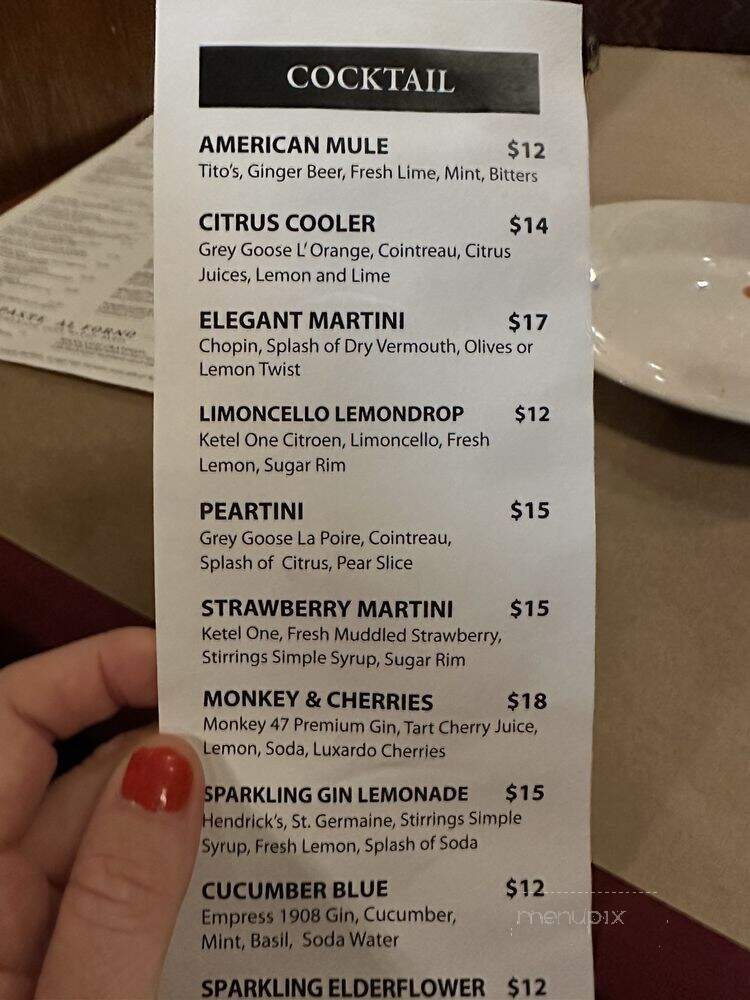 COCKTAIL
AMERICAN MULE $12
Tito's, Ginger Beer, Fresh Lime, Mint, Bitters
CITRUS COOLER $14
Grey Goose L' Orange, Cointreau, Citrus
Juices, Lemon and Lime
ELEGANT MARTINI $17
Chopin, Splash of Dry Vermouth, Olives or
Lemon Twist
LIMONCELLO LEMONDROP $12
Ketel One Citroen, Limoncello, Fresh
Lemon, Sugar Rim
PEARTINI $15
Grey Goose La Poire, Cointreau,
Splash of Citrus, Pear Slice
STRAWBERRY MARTINI $15
Ketel One, Fresh Muddled Strawberry,
Stirrings Simple Syrup, Sugar Rim
MONKEY & CHERRIES $18
Monkey 47 Premium Gin, Tart Cherry Juice,
Lemon, Soda, Luxardo Cherries
SPARKLING GIN LEMONADE $15
Hendrick's, St. Germaine, Stirrings Simple
Syrup, Fresh Lemon, Splash of Soda
CUCUMBER BLUE $12
Empress 1908 Gin, Cucumber,
Mint, Basil, Soda Water
SPARKLING ELDERFLOWER $12
AL FORNO
menupix